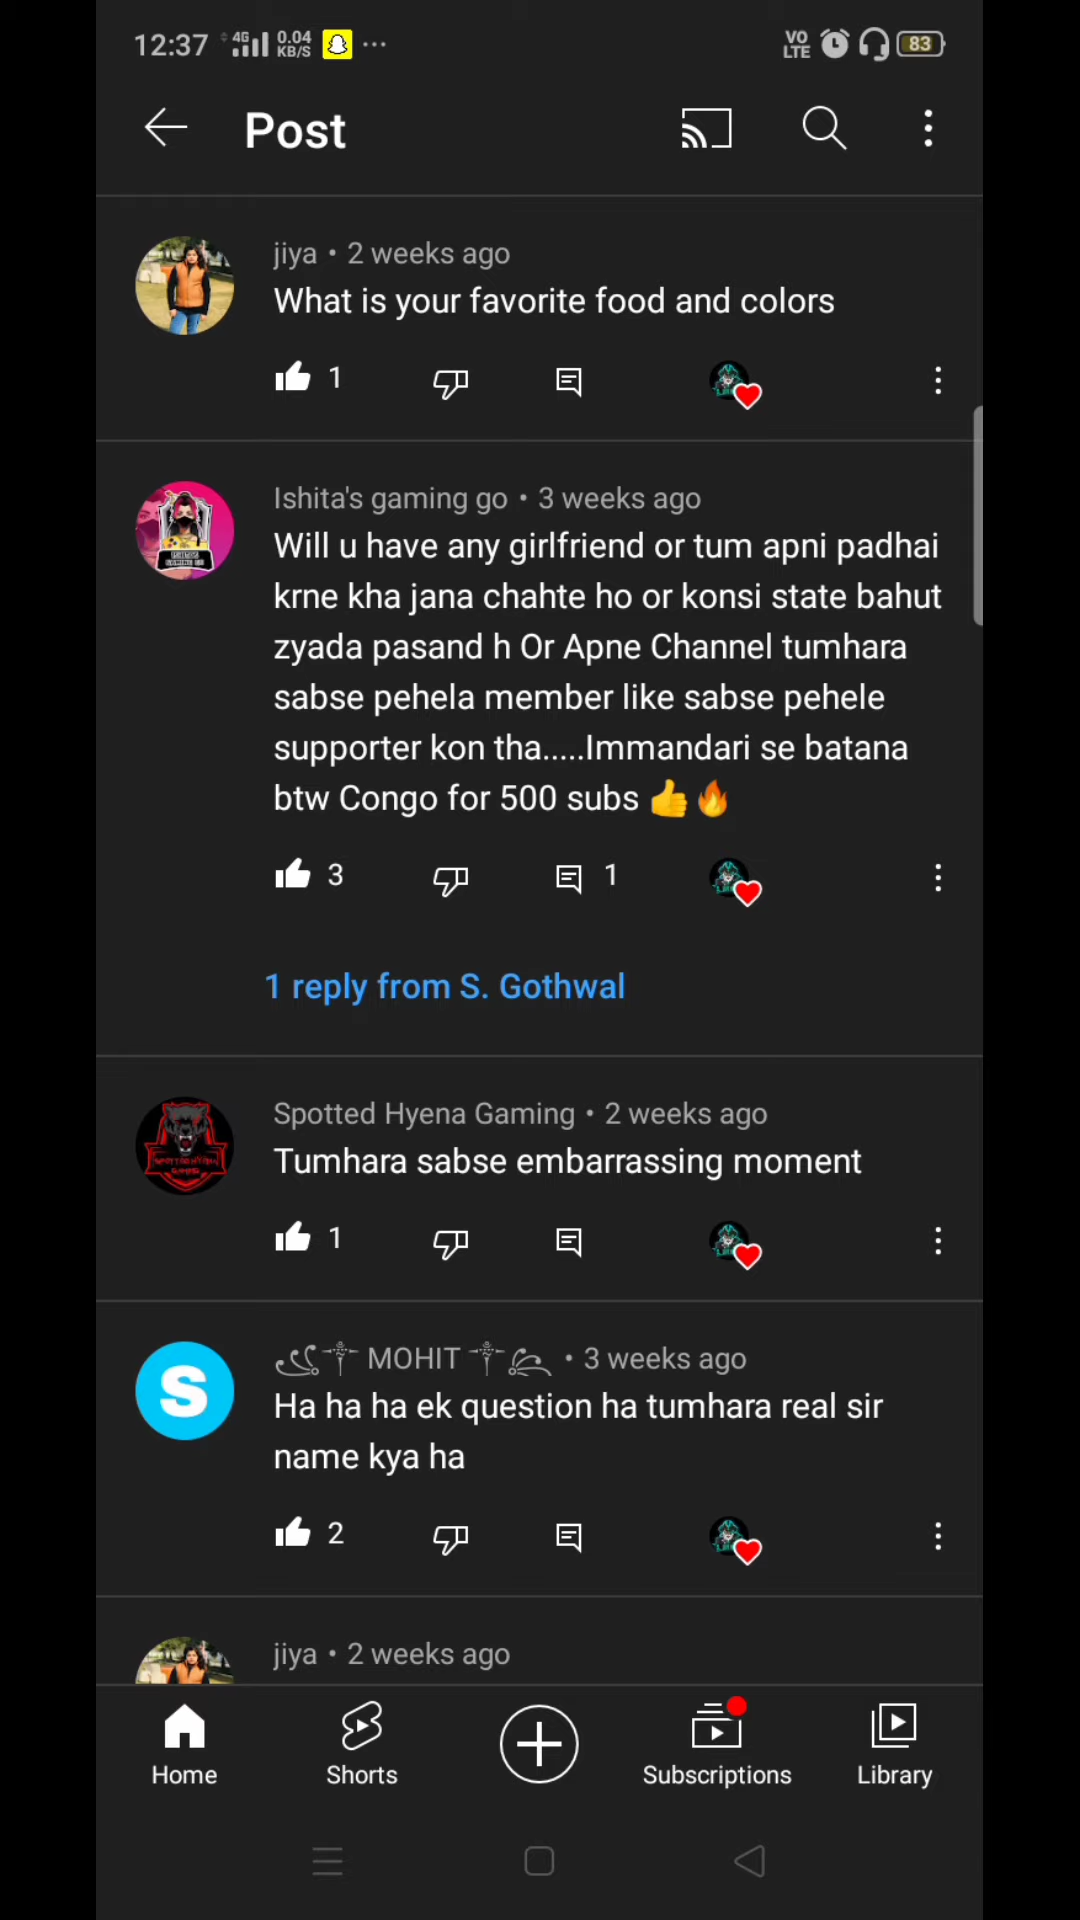 12:37 4G 0.04 KB/S ... VO LTE 83
Post
jiya • 2 weeks ago
What is your favorite food and colors
1
Ishita's gaming go • 3 weeks ago
Will u have any girlfriend or tum apni padhai
krne kha jana chahte ho or konsi state bahut
zyada pasand h Or Apne Channel tumhara
sabse pehela member like sabse pehele
supporter kon tha.....Immandari se batana
btw Congo for 500 subs 👍🔥
3 1
1 reply from S. Gothwal
Spotted Hyena Gaming • 2 weeks ago
Tumhara sabse embarrassing moment
1
MOHIT • 3 weeks ago
S
Ha ha ha ek question ha tumhara real sir
name kya ha
2
jiya • 2 weeks ago
Home Shorts Subscriptions Library